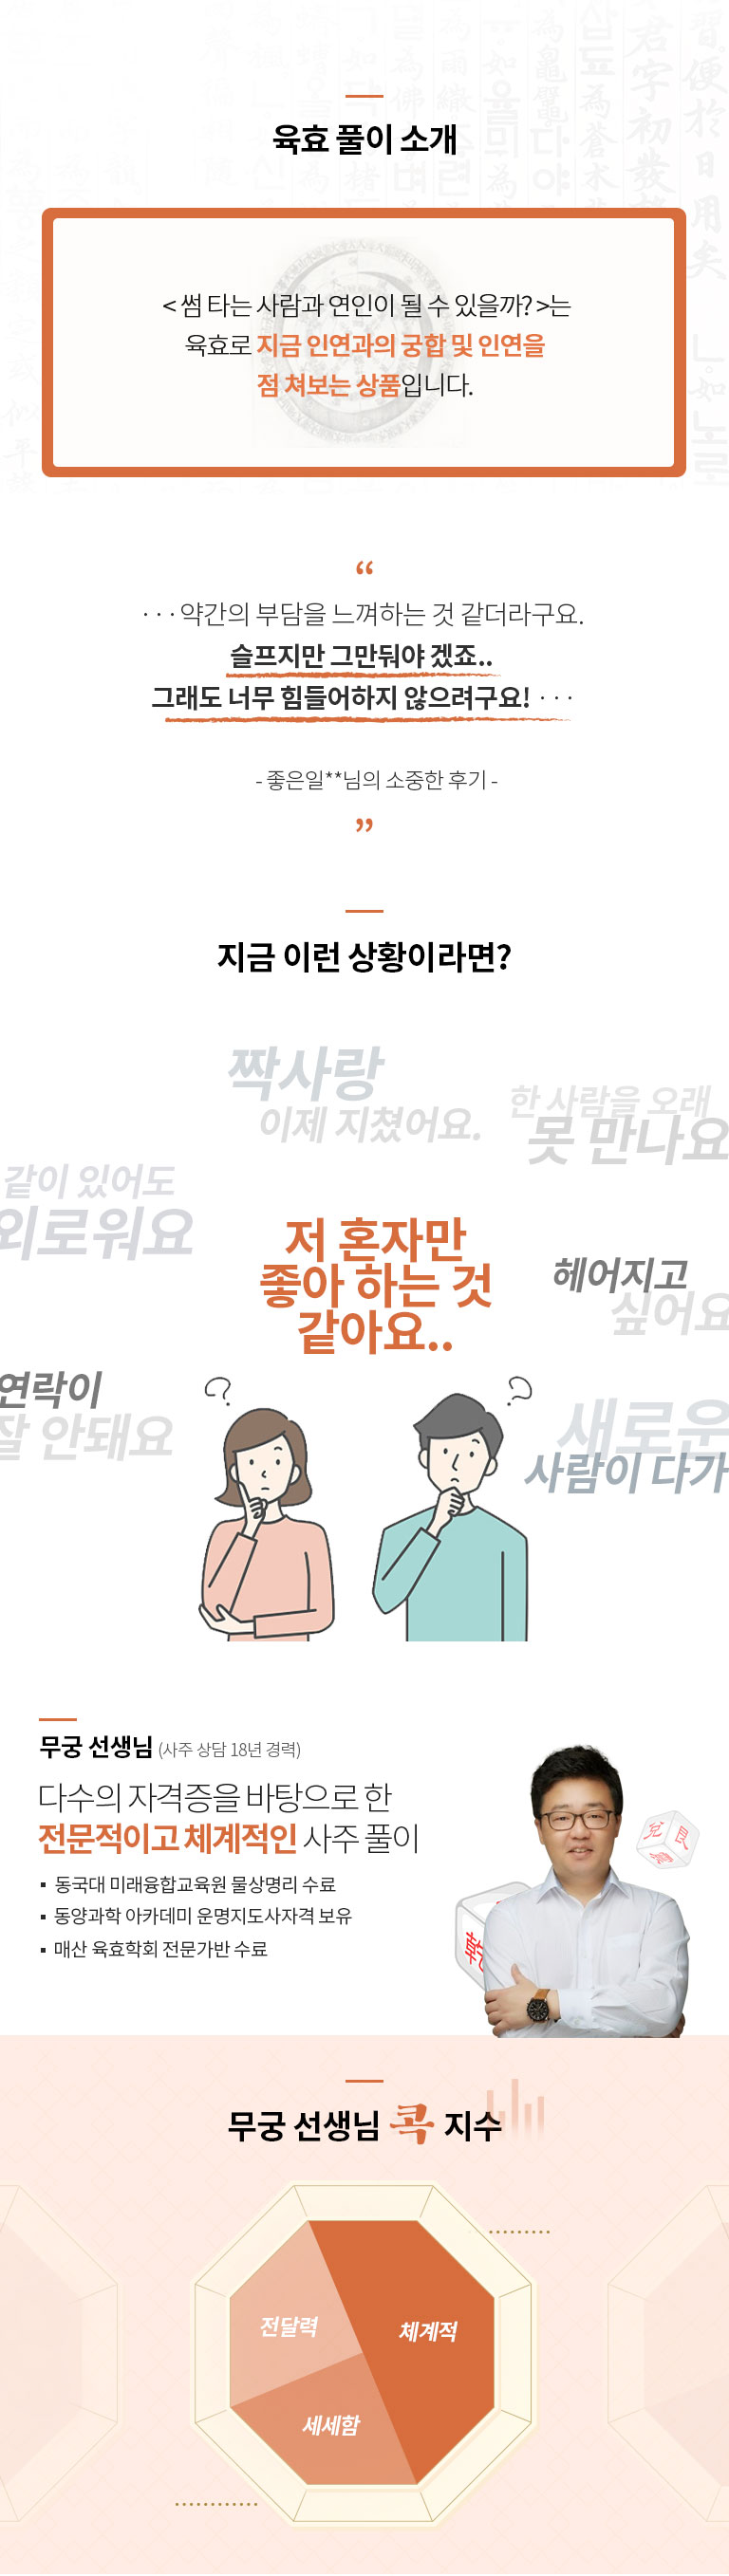 육효 풀이 소개
< 썸 타는 사람과 연인이 될 수 있을까? >는
육효로 지금 인연과의 궁합 및 인연을
점 쳐보는 상품입니다.
“
· · · 약간의 부담을 느껴하는 것 같더라구요.
슬프지만 그만둬야 겠죠..
그래도 너무 힘들어하지 않으려구요! · · ·
- 좋은일**님의 소중한 후기 -
”
지금 이런 상황이라면?
짝사랑
이제 지쳤어요.
한 사람을 오래
못 만나요
같이 있어도
외로워요
저 혼자만
좋아 하는 것
같아요..
헤어지고
싶어요
연락이
잘 안돼요
새로운
사람이 다가
무궁 선생님 (사주 상담 18년 경력)
다수의 자격증을 바탕으로 한
전문적이고 체계적인 사주 풀이
▪ 동국대 미래융합교육원 물상명리 수료
▪ 동양과학 아카데미 운명지도사자격 보유
▪ 매산 육효학회 전문가반 수료
兌 艮
무궁 선생님 콕 지수
전달력
체계적
세세함